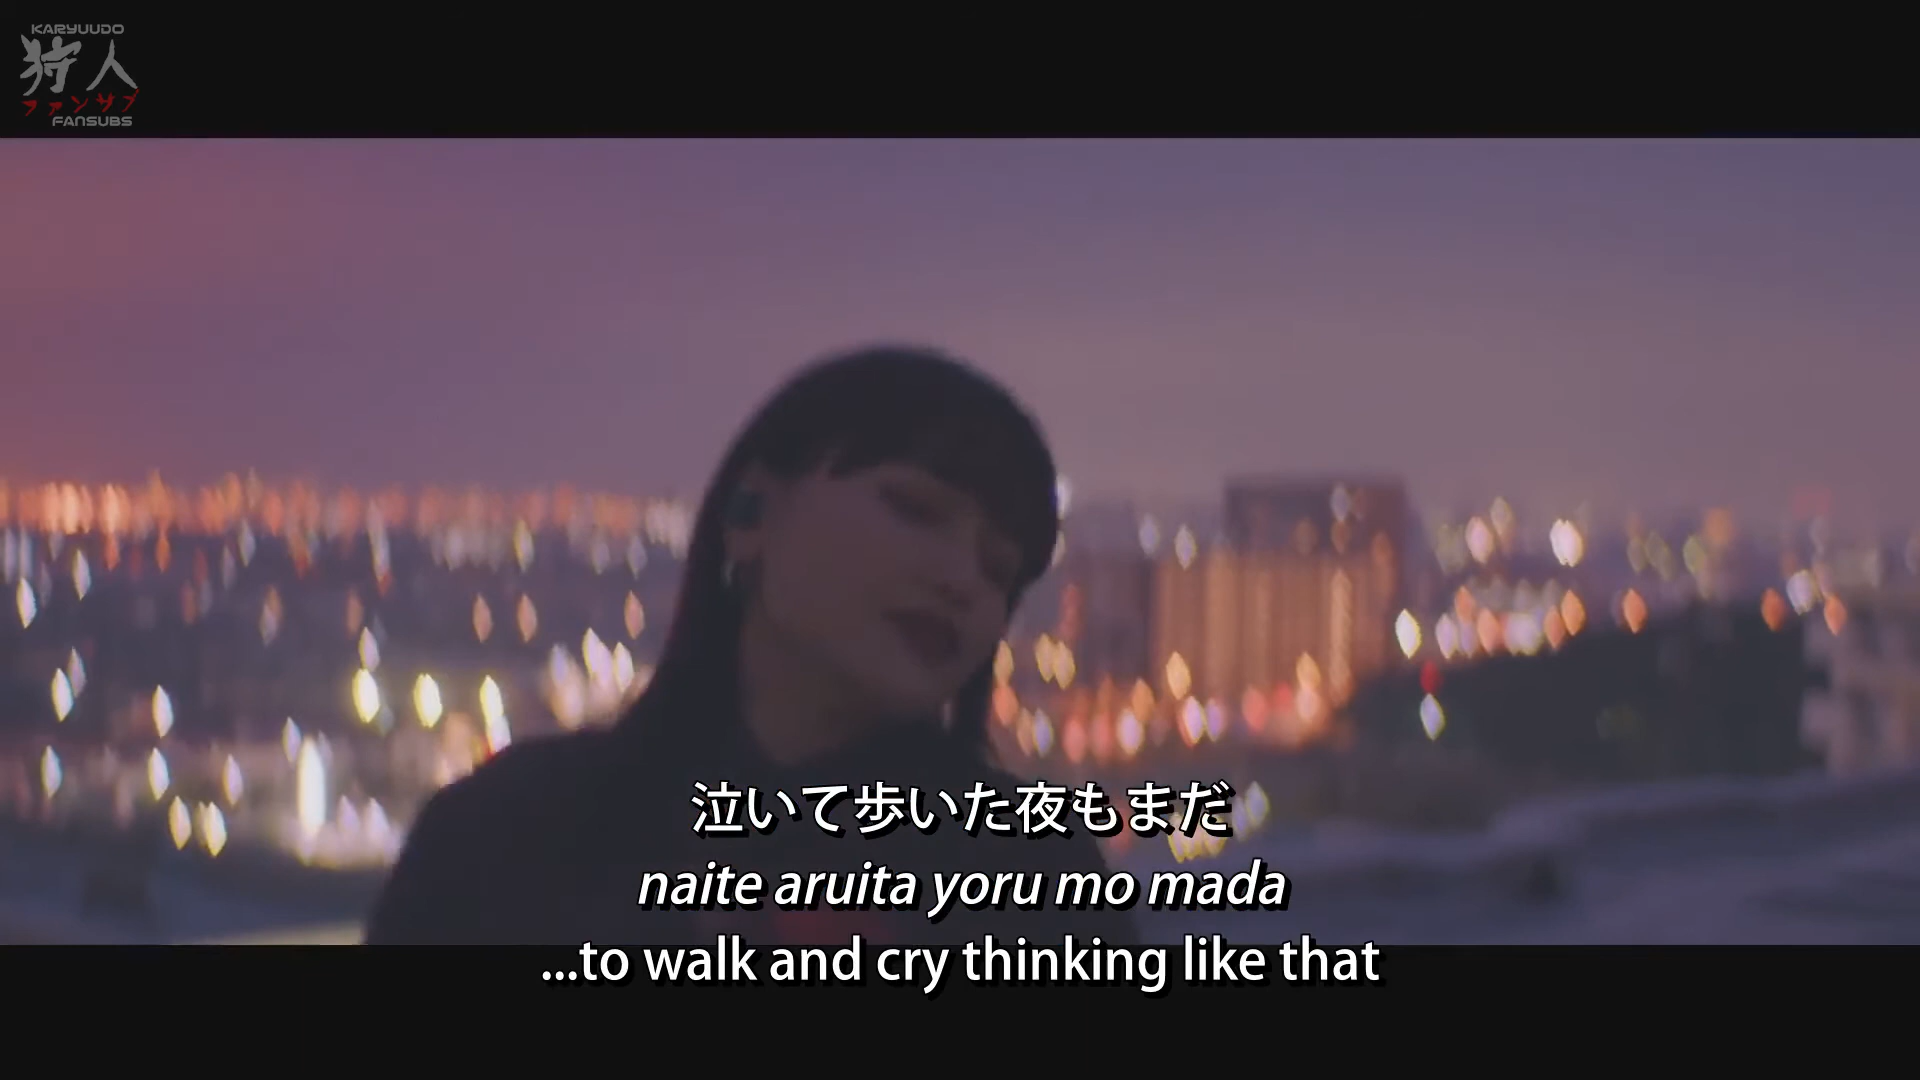 KARYUUDO
狩人
ファンサブ
FANSUBS
泣いて歩いた夜もまだ
naite aruita yoru mo mada
...to walk and cry thinking like that